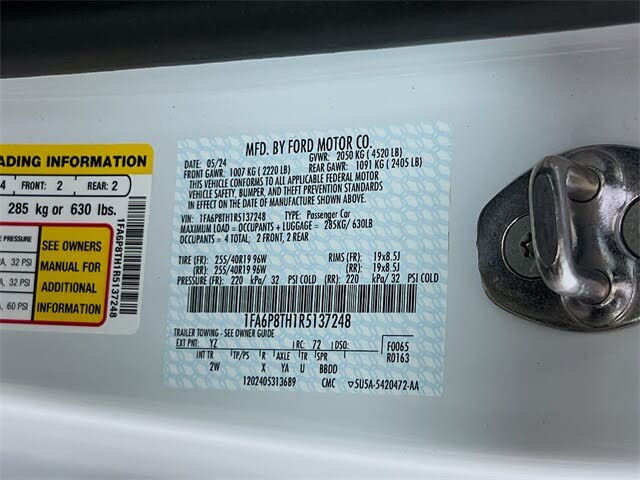 ADING INFORMATION
4 FRONT: 2 REAR: 2
285 kg or 630 lbs.
PRESSURE
A, 32 PSI
A, 32 PSI
A, 60 PSI
SEE OWNERS
MANUAL FOR
ADDITIONAL
INFORMATION
1FA6P8TH1R5137248
MFD. BY FORD MOTOR CO.
DATE: 05/24 GVWR: 2050 KG (4520 LB)
FRONT GAWR: 1007 KG (2220 LB) REAR GAWR: 1091 KG (2405 LB)
THIS VEHICLE CONFORMS TO ALL APPLICABLE FEDERAL MOTOR
VEHICLE SAFETY, BUMPER, AND THEFT PREVENTION STANDARDS
IN EFFECT ON THE DATE OF MANUFACTURE SHOWN ABOVE.
VIN: 1FA6P8TH1R5137248 TYPE: Passenger Car
MAXIMUM LOAD = OCCUPANTS + LUGGAGE = 285KG/ 630LB
OCCUPANTS = 4 TOTAL: 2 FRONT, 2 REAR
TIRE (FR): 255/40R19 96W RIMS (FR): 19x8.5J
(RR): 255/40R19 96W (RR): 19x8.5J
PRESSURE (FR): 220 kPa/ 32 PSI COLD (RR): 220 kPa/ 32 PSI COLD
1FA6P8TH1R5137248
TRAILER TOWING - SEE OWNER GUIDE
EXT PNT: YZ RC: 72 DSO: F0065
INT TR TP/PS R AXLE TR SPR R0163
2W X YA U BBDD
1202405313689 CMC 5U5A-5420472-AA